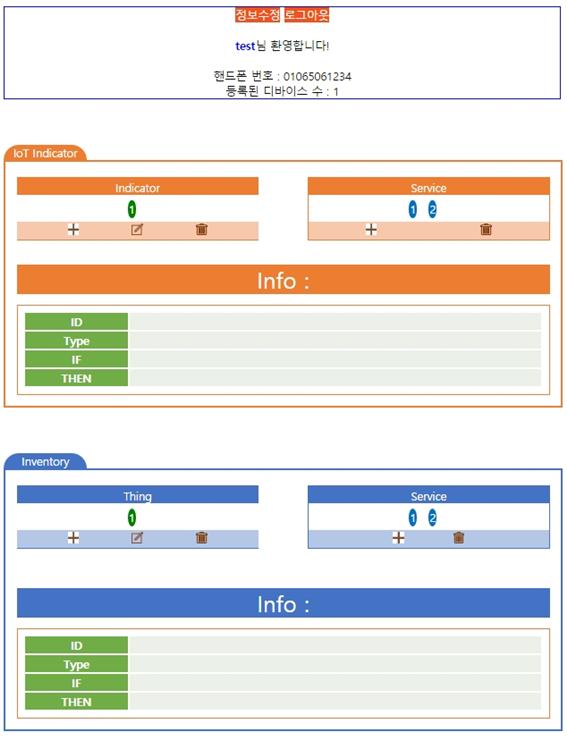 정보수정 로그아웃
test님 환영합니다!
핸드폰 번호 : 01065061234
등록된 디바이스 수 : 1
IoT Indicator
Indicator
1
Service
1 2
Info :
ID
Type
IF
THEN
Inventory
Thing
1
Service
1 2
Info :
ID
Type
IF
THEN